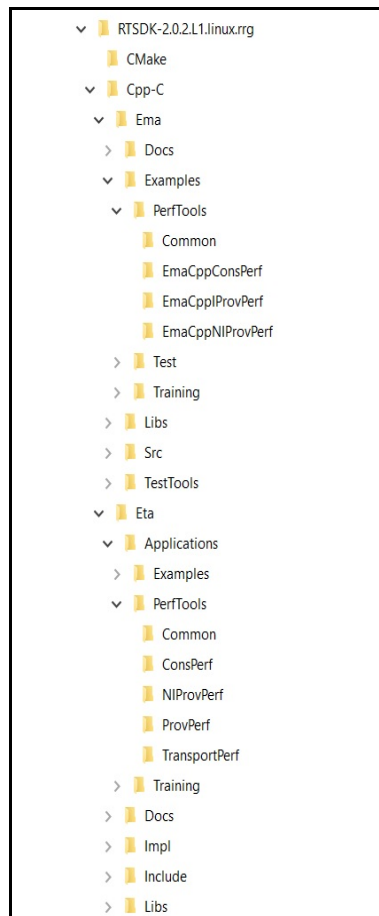 RTSDK-2.0.2.L1.linux.rrg
CMake
Cpp-C
Ema
Docs
Examples
PerfTools
Common
EmaCppConsPerf
EmaCppIProvPerf
EmaCppNIProvPerf
Test
Training
Libs
Src
TestTools
Eta
Applications
Examples
PerfTools
Common
ConsPerf
NIProvPerf
ProvPerf
TransportPerf
Training
Docs
Impl
Include
Libs